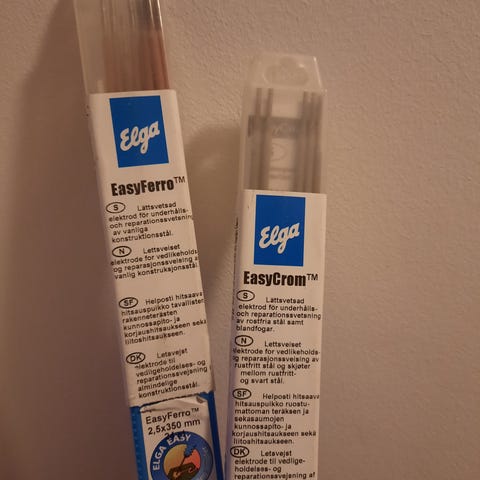 Elga
EasyFerro™
S Lättsvetsad
elektrod för underhålls-
och reparationssvetsning
av vanliga
konstruktionsstål.
N Lettsveiset
elektrode for vedlikeholds-
og reparasjonssveising av
vanlig konstruksjonsstål.
SF Helposti hitsaava
hitsauspuikko tavallisten
rakenneterästen
kunnossapito- ja
korjaushitsaukseen sekä
liitoshitsaukseen.
DK Letsvejst
elektrode til
vedligeholdelses- og
reparationssvejsning af
almindelige
konstruktionsstål.
EasyFerro™
2,5x350 mm
ELGA EASY
Elga
EasyCrom™
S Lättsvetsad
elektrod för underhålls-
och reparationssvetsning
av rostfria stål samt
blandfogar.
N Lettsveiset
elektrode for vedlikeholds-
og reparasjonssveising av
rustfritt stål og skjøter
mellom rustfritt-
og svart stål.
SF Helposti hitsaava
hitsauspuikko ruostu-
mattoman teräksen ja
sekasaumojen
kunnossapito- ja
korjaushitsaukseen sekä
liitoshitsaukseen.
DK Letsvejst
elektrode til vedlige-
holdelses- og
reparationssvejsning af